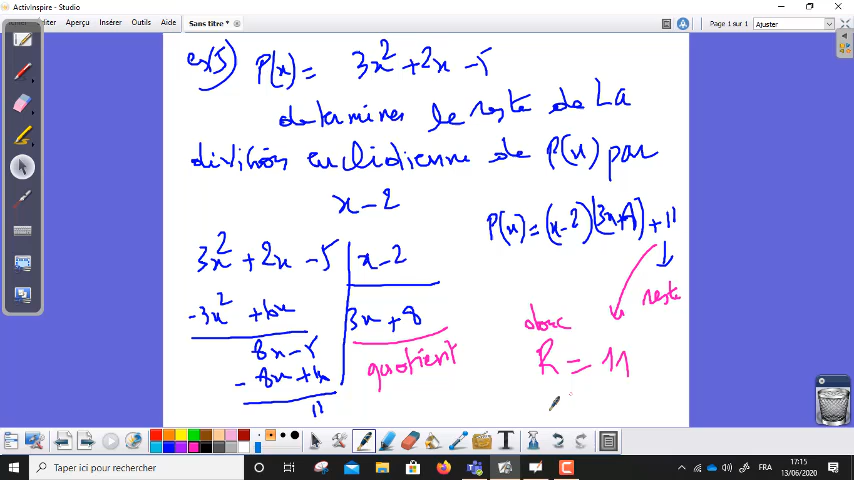 ActivInspire - Studio
Fichier Editer Aperçu Insérer Outils Aide
Sans titre *
Page 1 sur 1
Ajuster
ex(5) P(x) = 3x² + 2x - 5
determiner le reste de La
division euclidienne de P(x) par
x - 2
P(x) = (x-2)(3x+8) + 11
3x² + 2x - 5 | x - 2
reste
-3x² + 6x
3x + 8
donc
8x - 5
quotient
R = 11
- 8x + 16
11
Taper ici pour rechercher
FRA
17:15
13/06/2020